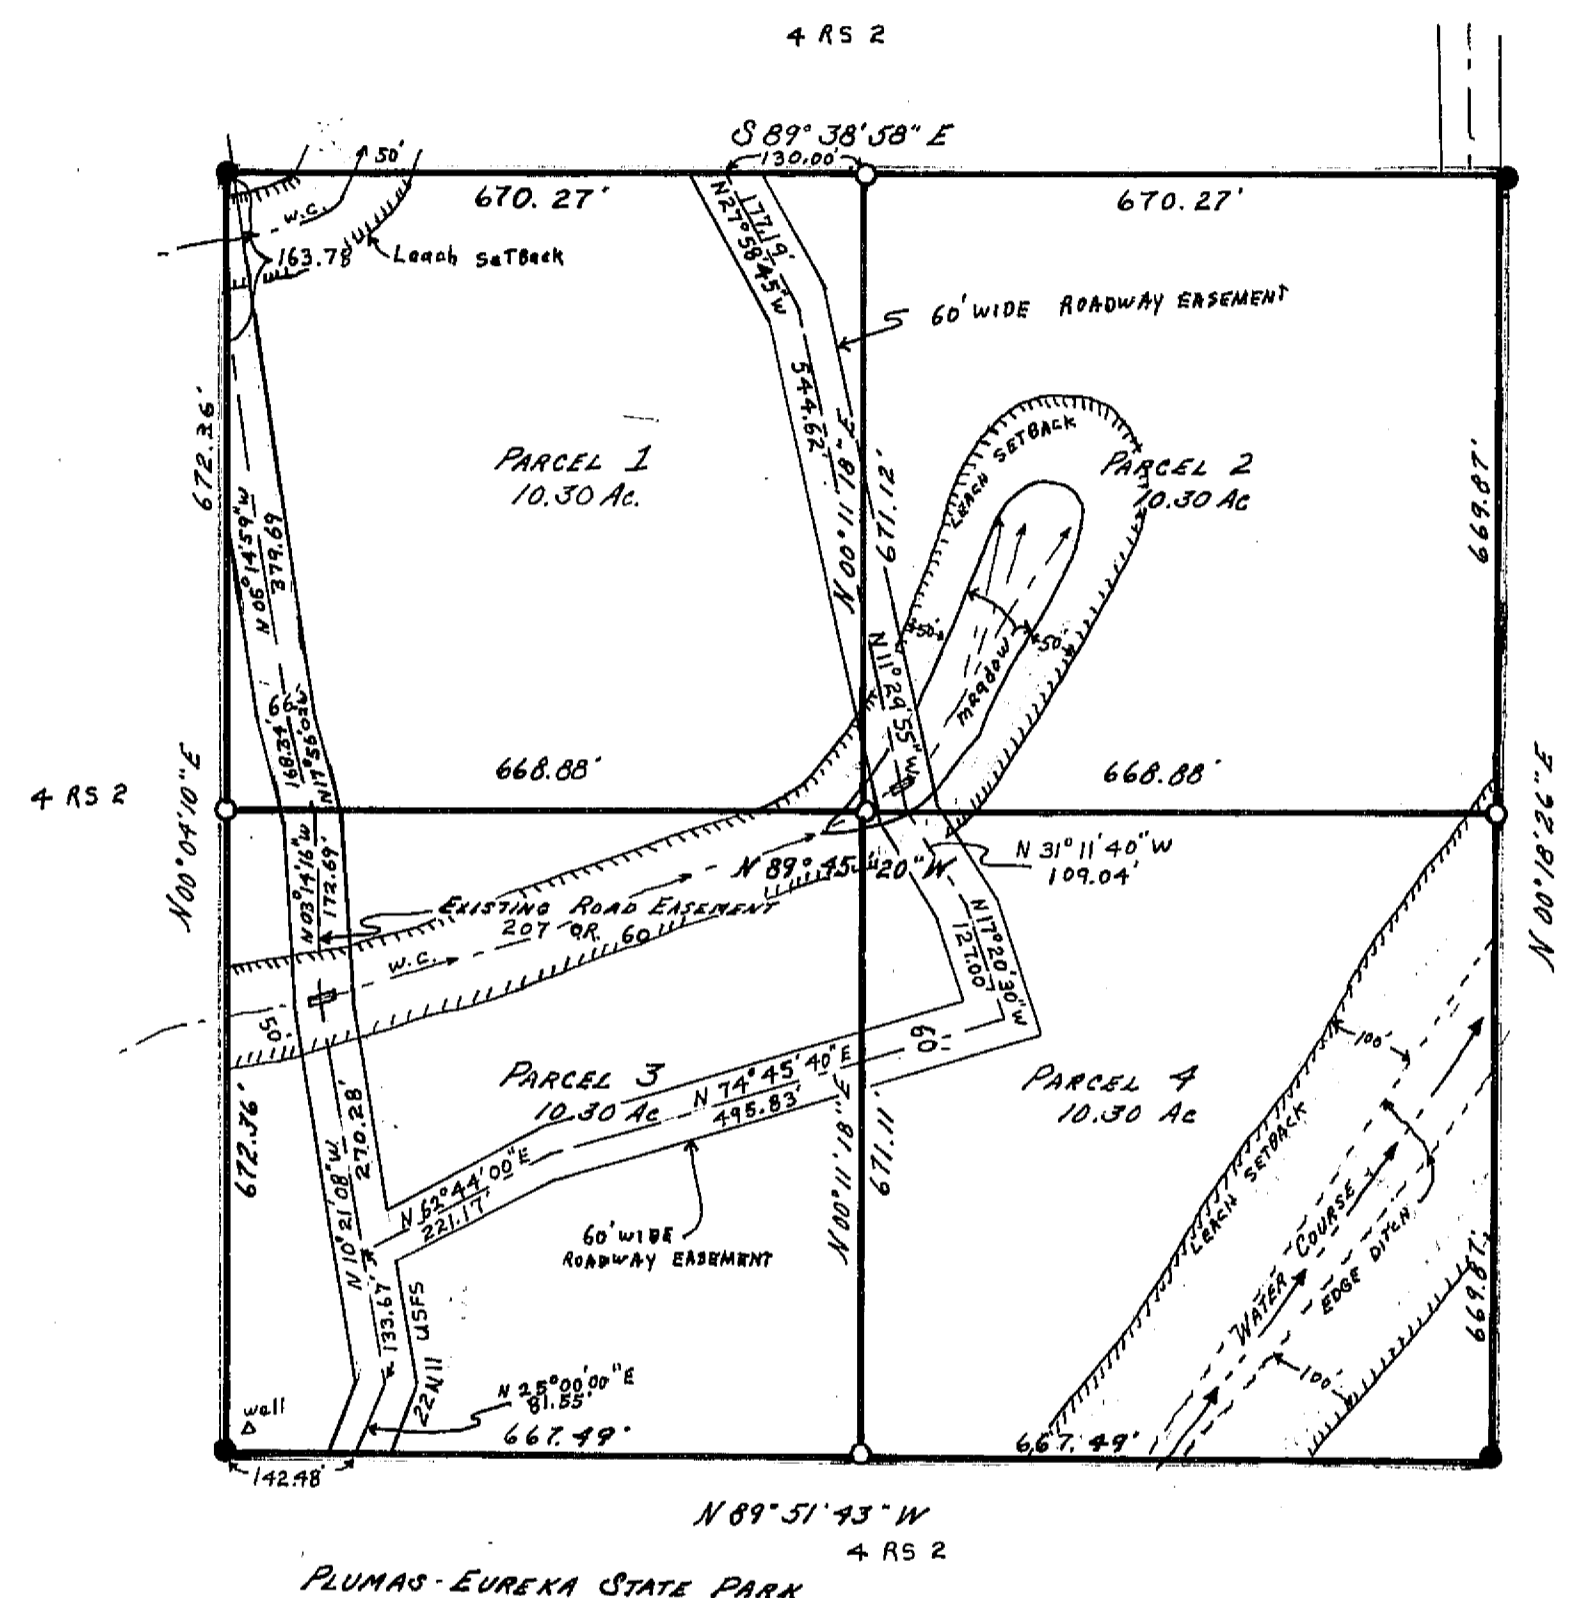 4 RS 2
S 89° 38' 58" E
130.00'
50'
670.27'
670.27'
W.C.
163.78
Leach setback
N 27° 58' 45" W
177.19'
60' WIDE ROADWAY EASEMENT
672.36'
544.62'
PARCEL 1
10.30 Ac.
N 00° 11' 18" E
671.12'
LEACH SETBACK
PARCEL 2
10.30 Ac
669.87'
N 06° 14' 59" W
379.69
50'
50'
meadow
N 11° 29' 55" W
168.34'
N 17° 56' 02" W
668.88'
668.88'
4 RS 2
N 00° 04' 10" E
N 00° 18' 26" E
N 89° 45' 20" W
N 31° 11' 40" W
109.04'
N 03° 14' 16" W
172.69'
EXISTING ROAD EASEMENT
207 OR. 60
W.C.
N 17° 20' 30" W
127.00'
50'
60'
100'
PARCEL 3
10.30 Ac
N 74° 45' 40" E
495.83'
PARCEL 4
10.30 Ac
672.36'
N 10° 21' 08" W
270.28'
N 00° 11' 18" E
671.11'
LEACH SETBACK
N 62° 44' 00" E
221.17'
60' WIDE
ROADWAY EASEMENT
WATER COURSE
EDGE DITCH
133.67'
22N11 USFS
669.87'
100'
well
N 25° 00' 00" E
81.55'
667.49'
667.49'
142.48'
N 89° 51' 43" W
4 RS 2
PLUMAS-EUREKA STATE PARK